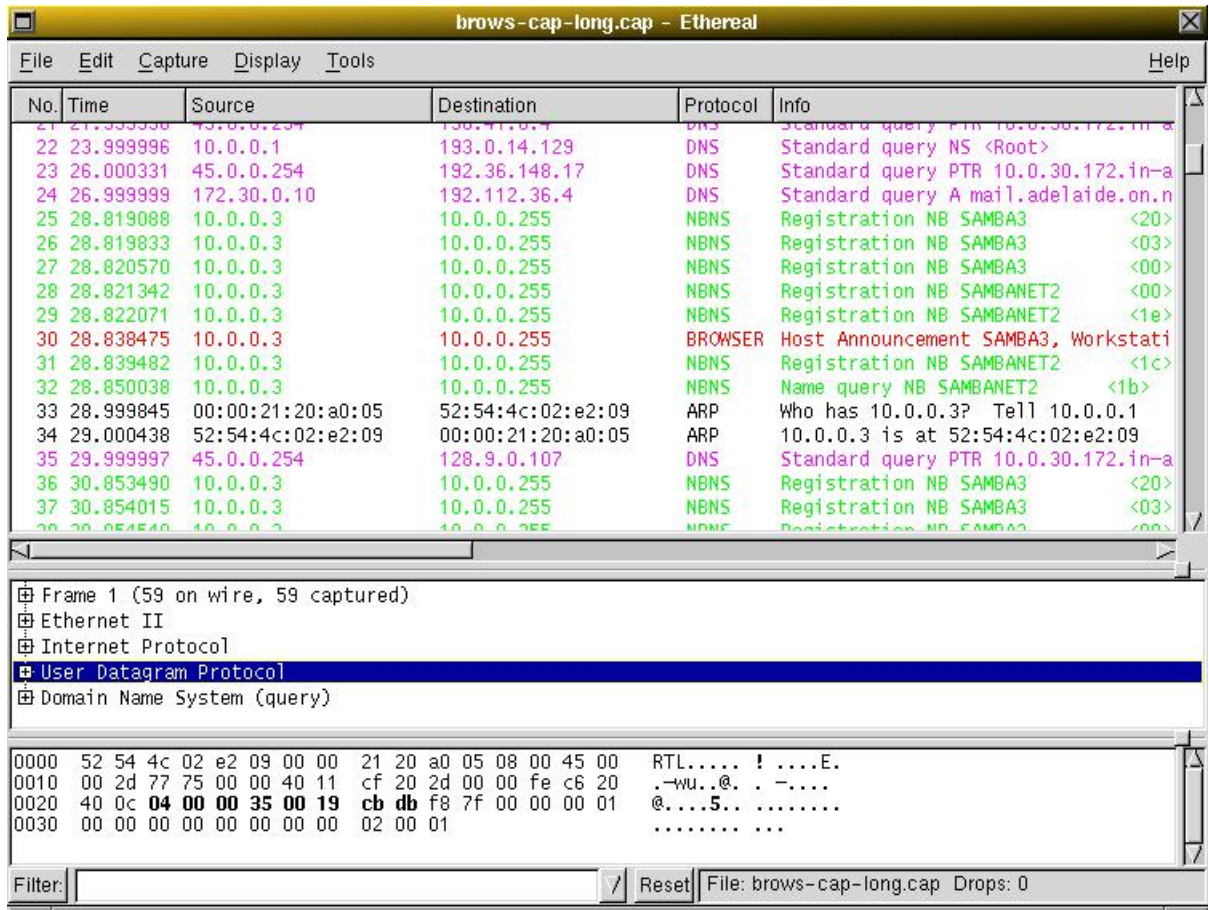 brows-cap-long.cap - Ethereal
File Edit Capture Display Tools Help
No. Time Source Destination Protocol Info
22 23.999996 10.0.0.1 193.0.14.129 DNS Standard query NS <Root>
23 26.000331 45.0.0.254 192.36.148.17 DNS Standard query PTR 10.0.30.172.in-a
24 26.999999 172.30.0.10 192.112.36.4 DNS Standard query A mail.adelaide.on.n
25 28.819088 10.0.0.3 10.0.0.255 NBNS Registration NB SAMBA3 <20>
26 28.819833 10.0.0.3 10.0.0.255 NBNS Registration NB SAMBA3 <03>
27 28.820570 10.0.0.3 10.0.0.255 NBNS Registration NB SAMBA3 <00>
28 28.821342 10.0.0.3 10.0.0.255 NBNS Registration NB SAMBANET2 <00>
29 28.822071 10.0.0.3 10.0.0.255 NBNS Registration NB SAMBANET2 <1e>
30 28.838475 10.0.0.3 10.0.0.255 BROWSER Host Announcement SAMBA3, Workstati
31 28.839482 10.0.0.3 10.0.0.255 NBNS Registration NB SAMBANET2 <1c>
32 28.850038 10.0.0.3 10.0.0.255 NBNS Name query NB SAMBANET2 <1b>
33 28.999845 00:00:21:20:a0:05 52:54:4c:02:e2:09 ARP Who has 10.0.0.3? Tell 10.0.0.1
34 29.000438 52:54:4c:02:e2:09 00:00:21:20:a0:05 ARP 10.0.0.3 is at 52:54:4c:02:e2:09
35 29.999997 45.0.0.254 128.9.0.107 DNS Standard query PTR 10.0.30.172.in-a
36 30.853490 10.0.0.3 10.0.0.255 NBNS Registration NB SAMBA3 <20>
37 30.854015 10.0.0.3 10.0.0.255 NBNS Registration NB SAMBA3 <03>
Frame 1 (59 on wire, 59 captured)
Ethernet II
Internet Protocol
User Datagram Protocol
Domain Name System (query)
0000 52 54 4c 02 e2 09 00 00 21 20 a0 05 08 00 45 00 RTL..... ! ....E.
0010 00 2d 77 75 00 00 40 11 cf 20 2d 00 00 fe c6 20 .-wu..@. . -....
0020 40 0c 04 00 00 35 00 19 cb db f8 7f 00 00 00 01 @....5.. ........
0030 00 00 00 00 00 00 00 00 02 00 01 ........ ...
Filter: Reset File: brows-cap-long.cap Drops: 0